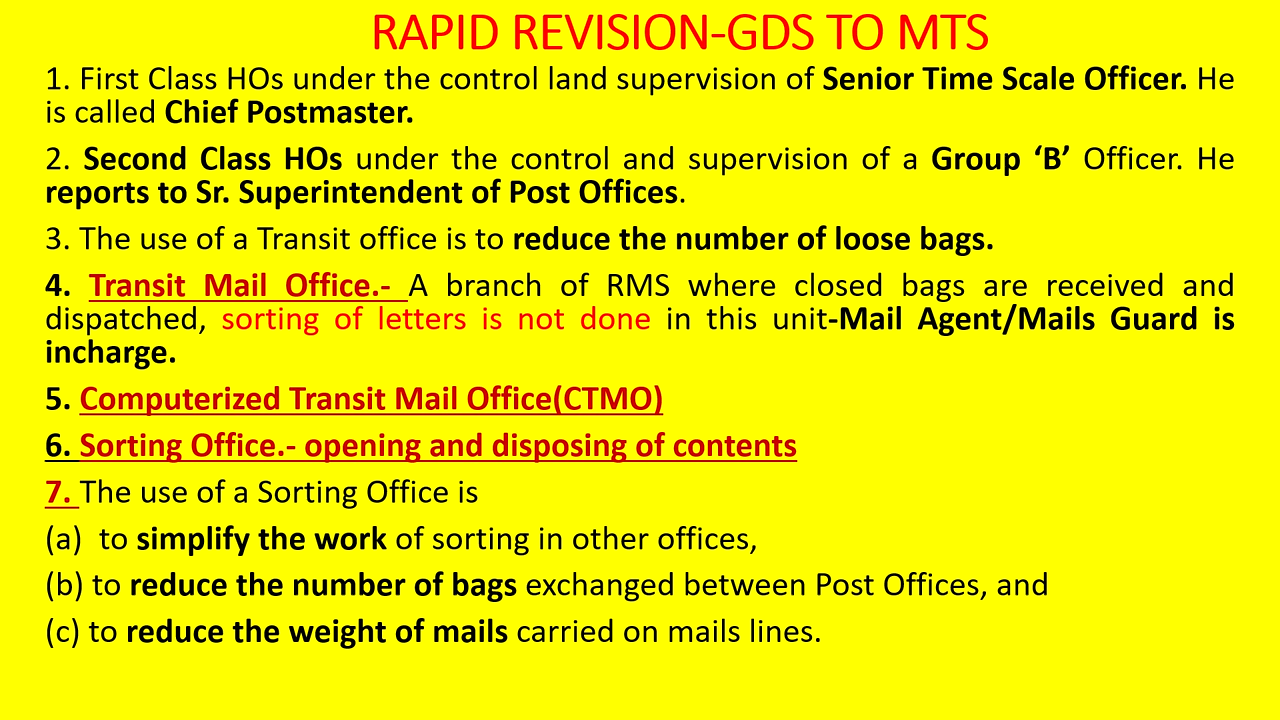 RAPID REVISION-GDS TO MTS
1. First Class HOs under the control land supervision of Senior Time Scale Officer. He
is called Chief Postmaster.
2. Second Class HOs under the control and supervision of a Group ‘B’ Officer. He
reports to Sr. Superintendent of Post Offices.
3. The use of a Transit office is to reduce the number of loose bags.
4. Transit Mail Office.- A branch of RMS where closed bags are received and
dispatched, sorting of letters is not done in this unit-Mail Agent/Mails Guard is
incharge.
5. Computerized Transit Mail Office(CTMO)
6. Sorting Office.- opening and disposing of contents
7. The use of a Sorting Office is
(a) to simplify the work of sorting in other offices,
(b) to reduce the number of bags exchanged between Post Offices, and
(c) to reduce the weight of mails carried on mails lines.